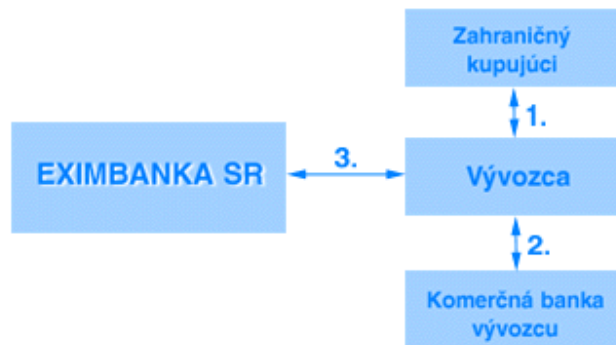 Zahraničný
kupujúci
1.
EXIMBANKA SR
3.
Vývozca
2.
Komerčná banka
vývozcu